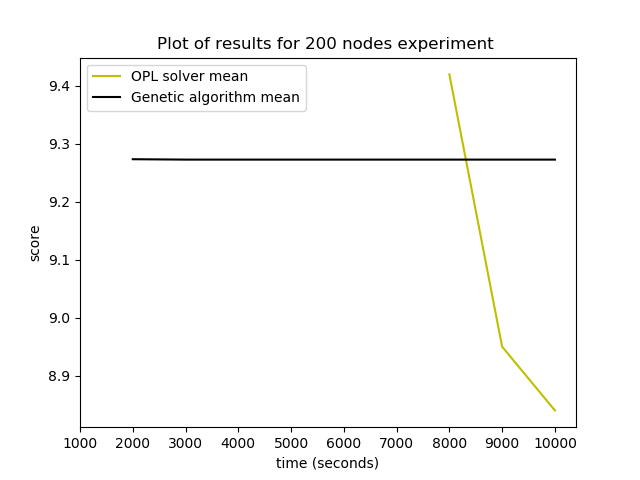 Plot of results for 200 nodes experiment
OPL solver mean
Genetic algorithm mean
9.4
9.3
9.2
9.1
9.0
8.9
score
1000 2000 3000 4000 5000 6000 7000 8000 9000 10000
time (seconds)